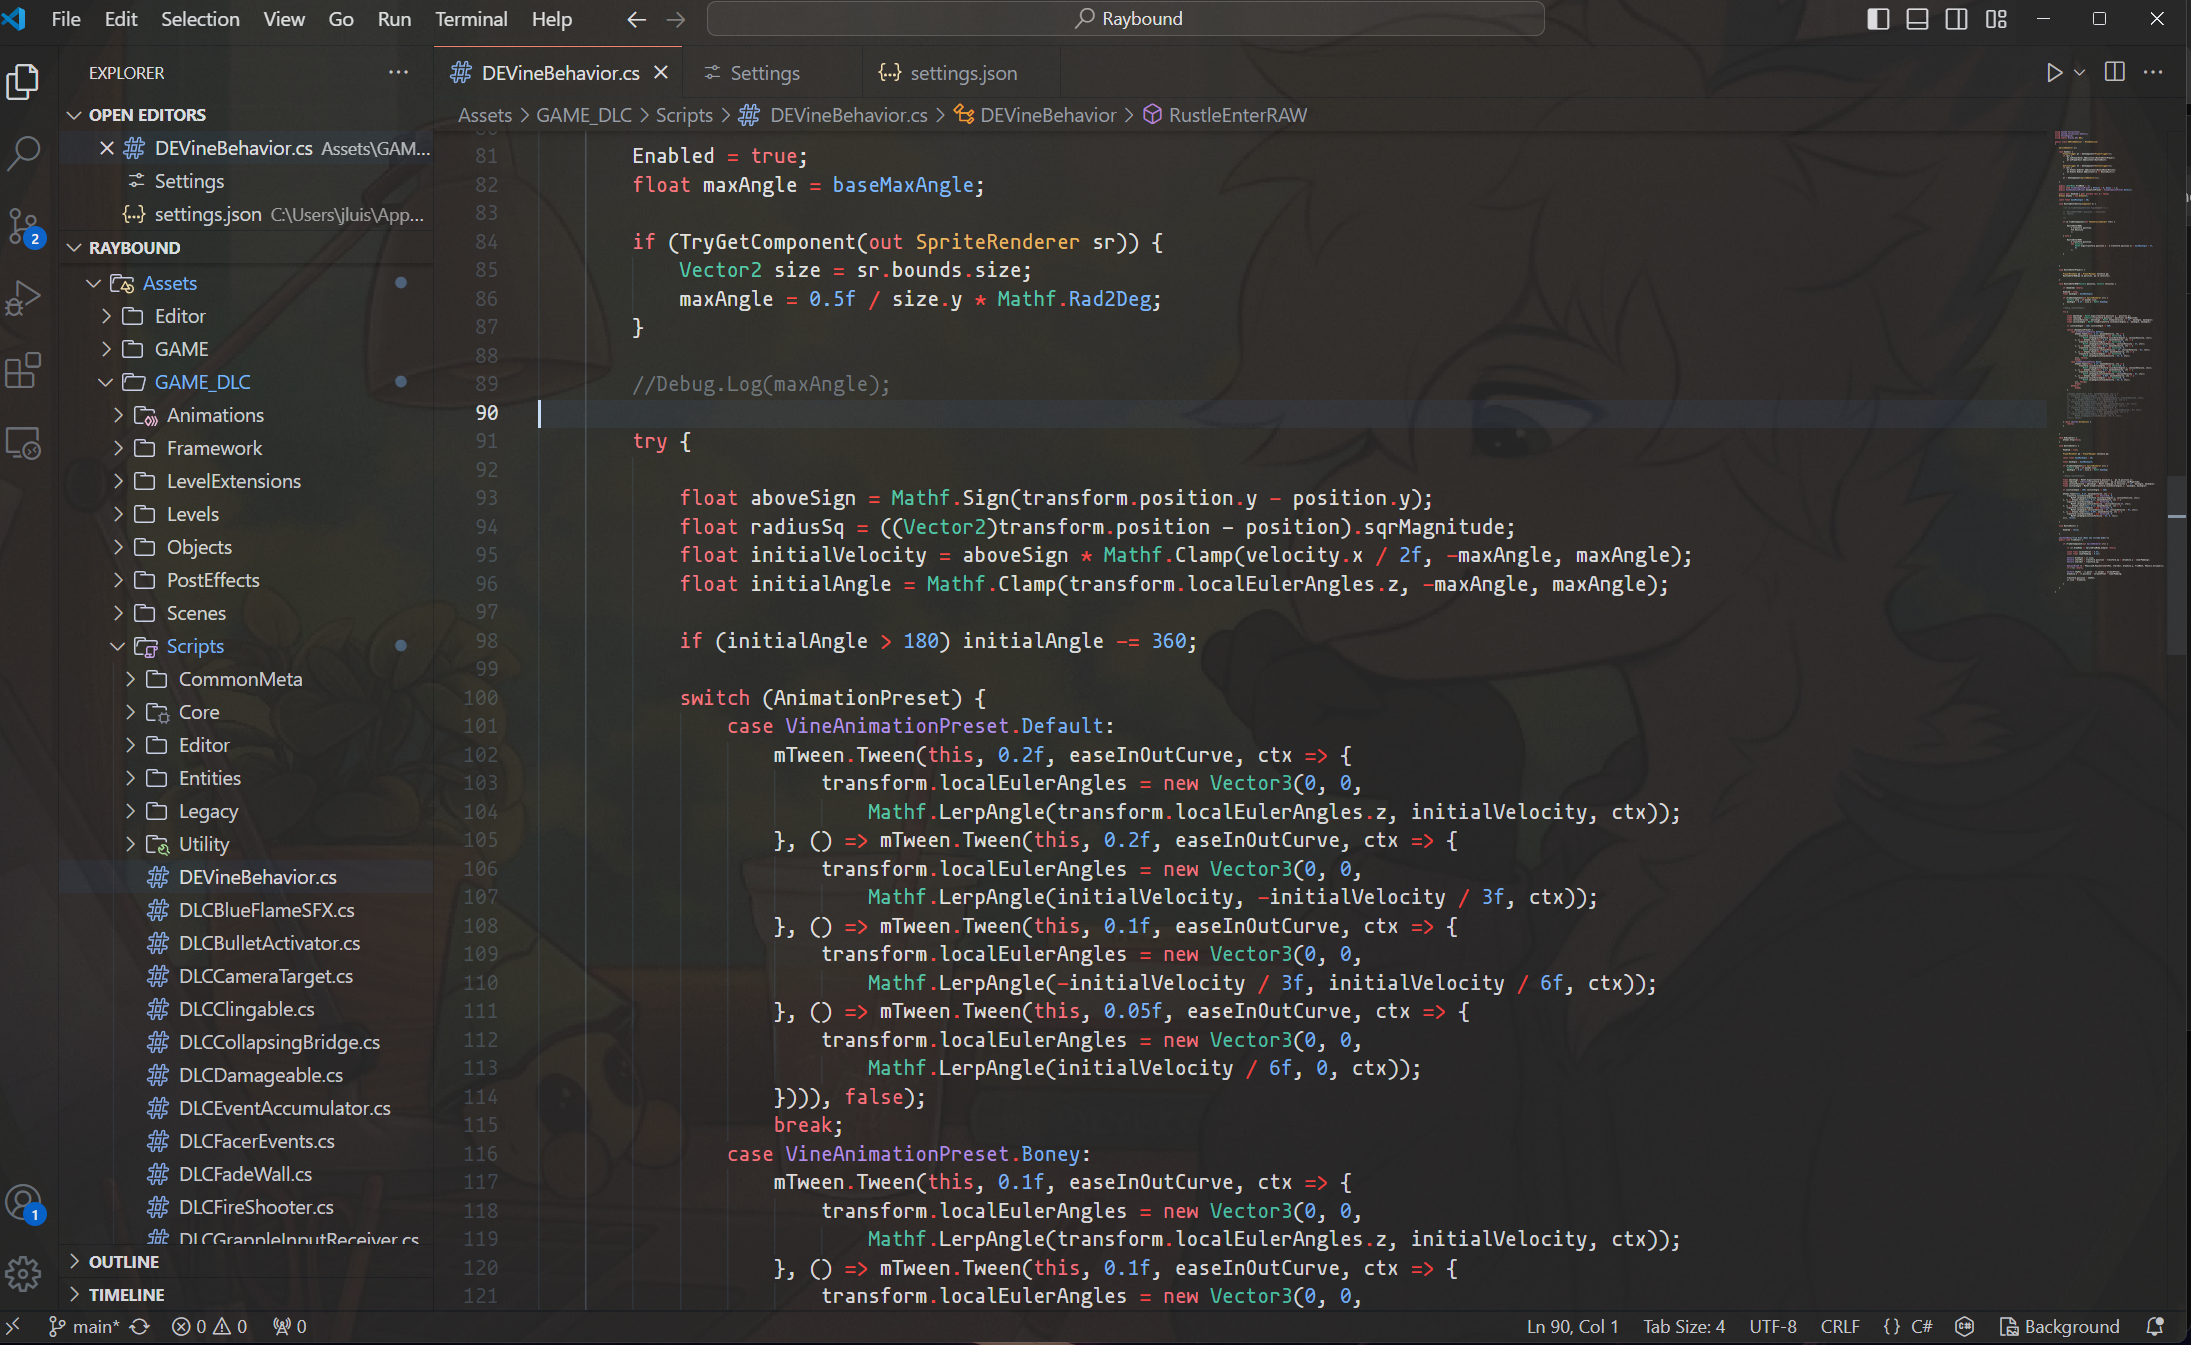 File Edit Selection View Go Run Terminal Help
Raybound
EXPLORER
OPEN EDITORS
DEVineBehavior.cs Assets\GAM...
Settings
settings.json C:\Users\jluis\App...
RAYBOUND
Assets
Editor
GAME
GAME_DLC
Animations
Framework
LevelExtensions
Levels
Objects
PostEffects
Scenes
Scripts
CommonMeta
Core
Editor
Entities
Legacy
Utility
DEVineBehavior.cs
DLCBlueFlameSFX.cs
DLCBulletActivator.cs
DLCCameraTarget.cs
DLCClingable.cs
DLCCollapsingBridge.cs
DLCDamageable.cs
DLCEventAccumulator.cs
DLCFacerEvents.cs
DLCFadeWall.cs
DLCFireShooter.cs
DLCGrappleInputReceiver.cs
OUTLINE
TIMELINE
2
1
DEVineBehavior.cs Settings {..} settings.json
Assets > GAME_DLC > Scripts > DEVineBehavior.cs > DEVineBehavior > RustleEnterRAW
81 Enabled = true;
82 float maxAngle = baseMaxAngle;
83
84 if (TryGetComponent(out SpriteRenderer sr)) {
85 Vector2 size = sr.bounds.size;
86 maxAngle = 0.5f / size.y * Mathf.Rad2Deg;
87 }
88
89 //Debug.Log(maxAngle);
90
91 try {
92
93 float aboveSign = Mathf.Sign(transform.position.y - position.y);
94 float radiusSq = ((Vector2)transform.position - position).sqrMagnitude;
95 float initialVelocity = aboveSign * Mathf.Clamp(velocity.x / 2f, -maxAngle, maxAngle);
96 float initialAngle = Mathf.Clamp(transform.localEulerAngles.z, -maxAngle, maxAngle);
97
98 if (initialAngle > 180) initialAngle -= 360;
99
100 switch (AnimationPreset) {
101 case VineAnimationPreset.Default:
102 mTween.Tween(this, 0.2f, easeInOutCurve, ctx => {
103 transform.localEulerAngles = new Vector3(0, 0,
104 Mathf.LerpAngle(transform.localEulerAngles.z, initialVelocity, ctx));
105 }, () => mTween.Tween(this, 0.2f, easeInOutCurve, ctx => {
106 transform.localEulerAngles = new Vector3(0, 0,
107 Mathf.LerpAngle(initialVelocity, -initialVelocity / 3f, ctx));
108 }, () => mTween.Tween(this, 0.1f, easeInOutCurve, ctx => {
109 transform.localEulerAngles = new Vector3(0, 0,
110 Mathf.LerpAngle(-initialVelocity / 3f, initialVelocity / 6f, ctx));
111 }, () => mTween.Tween(this, 0.05f, easeInOutCurve, ctx => {
112 transform.localEulerAngles = new Vector3(0, 0,
113 Mathf.LerpAngle(initialVelocity / 6f, 0, ctx));
114 }))), false);
115 break;
116 case VineAnimationPreset.Boney:
117 mTween.Tween(this, 0.1f, easeInOutCurve, ctx => {
118 transform.localEulerAngles = new Vector3(0, 0,
119 Mathf.LerpAngle(transform.localEulerAngles.z, initialVelocity, ctx));
120 }, () => mTween.Tween(this, 0.1f, easeInOutCurve, ctx => {
121 transform.localEulerAngles = new Vector3(0, 0,
main* 0 0 0 Ln 90, Col 1 Tab Size: 4 UTF-8 CRLF {} C# Background